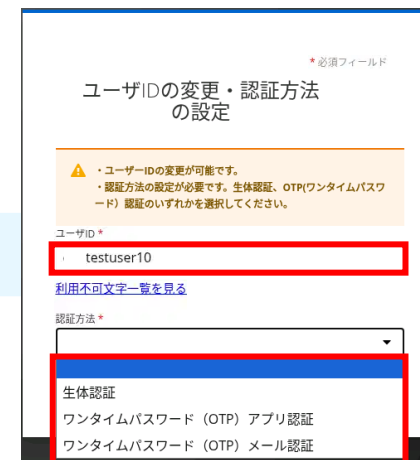 *必須フィールド
ユーザIDの変更・認証方法
の設定
・ユーザーIDの変更が可能です。
・認証方法の設定が必要です。生体認証、OTP(ワンタイムパスワ
ード）認証のいずれかを選択してください。
ユーザID *
testuser10
利用不可文字一覧を見る
認証方法 *
生体認証
ワンタイムパスワード（OTP）アプリ認証
ワンタイムパスワード（OTP）メール認証